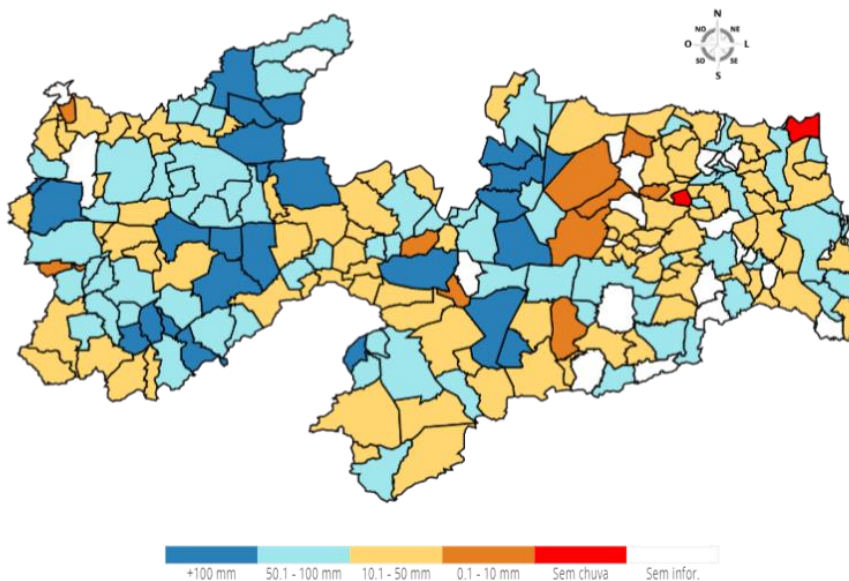 N
NO NE
O L
SO SE
S
+100 mm 50.1 - 100 mm 10.1 - 50 mm 0.1 - 10 mm Sem chuva Sem infor.